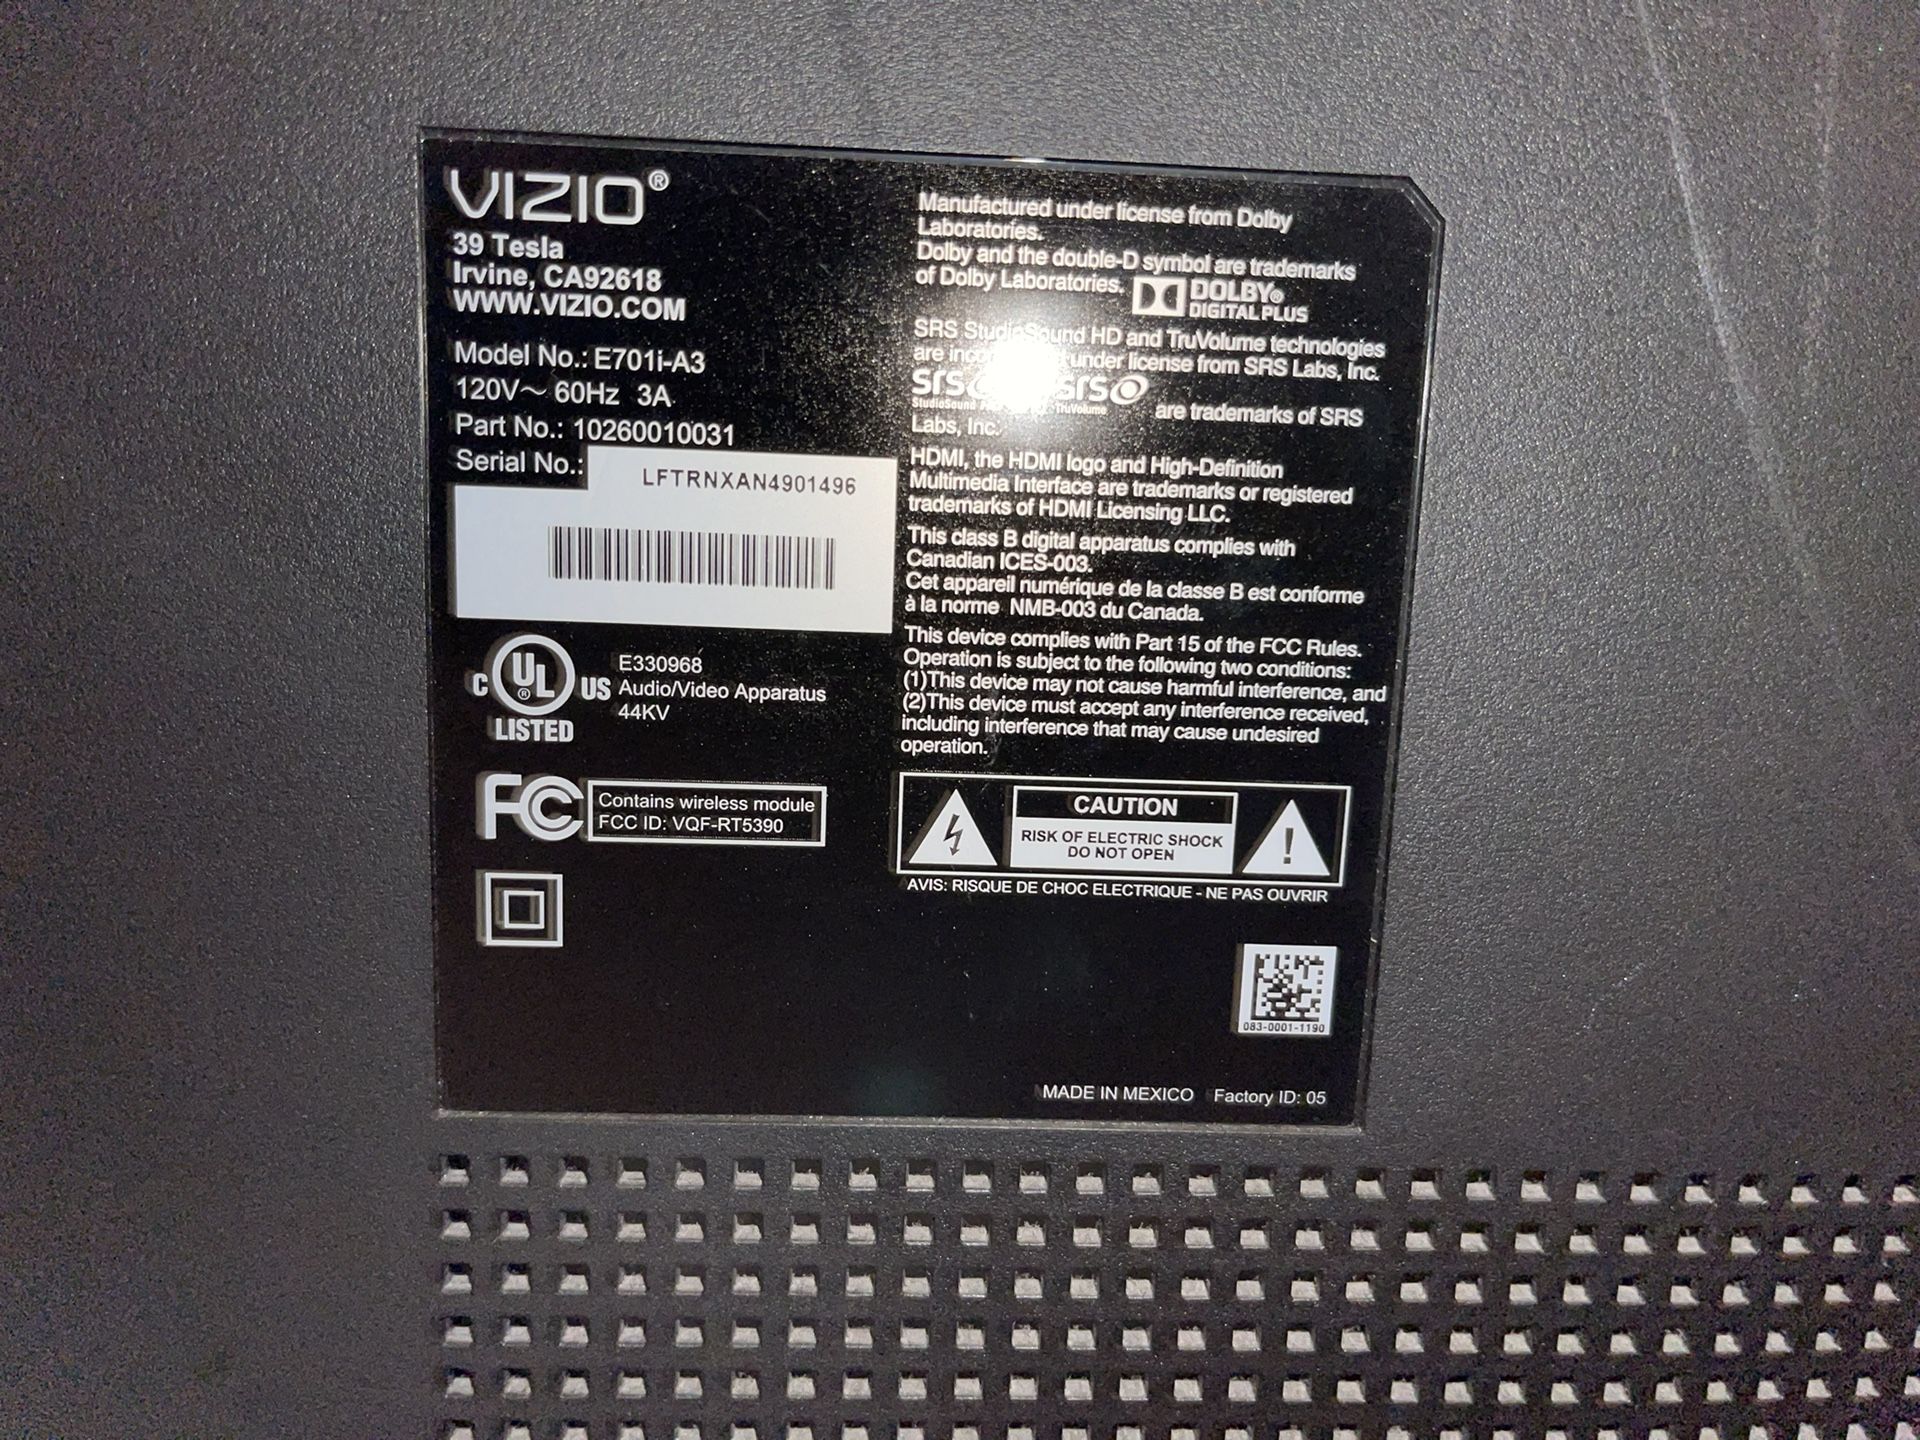 VIZIO®
39 Tesla
Irvine, CA92618
WWW.VIZIO.COM
Model No.: E701i-A3
120V~ 60Hz 3A
Part No.: 10260010031
Serial No.:
LFTRNXAN4901496
C UL® US
LISTED
E330968
Audio/Video Apparatus
44KV
FC
Contains wireless module
FCC ID: VQF-RT5390
Manufactured under license from Dolby
Laboratories.
Dolby and the double-D symbol are trademarks
of Dolby Laboratories.
DOLBY®
DIGITAL PLUS
SRS StudioSound HD and TruVolume technologies
are under license from SRS Labs, Inc.
SRS SRS
StudioSound TruVolume
are trademarks of SRS
Labs, Inc.
HDMI, the HDMI logo and High-Definition
Multimedia Interface are trademarks or registered
trademarks of HDMI Licensing LLC.
This class B digital apparatus complies with
Canadian ICES-003.
Cet appareil numérique de la classe B est conforme
à la norme NMB-003 du Canada.
This device complies with Part 15 of the FCC Rules.
Operation is subject to the following two conditions:
(1)This device may not cause harmful interference, and
(2)This device must accept any interference received,
including interference that may cause undesired
operation.
CAUTION
RISK OF ELECTRIC SHOCK
DO NOT OPEN
AVIS: RISQUE DE CHOC ELECTRIQUE - NE PAS OUVRIR
083-0001-1190
MADE IN MEXICO Factory ID: 05